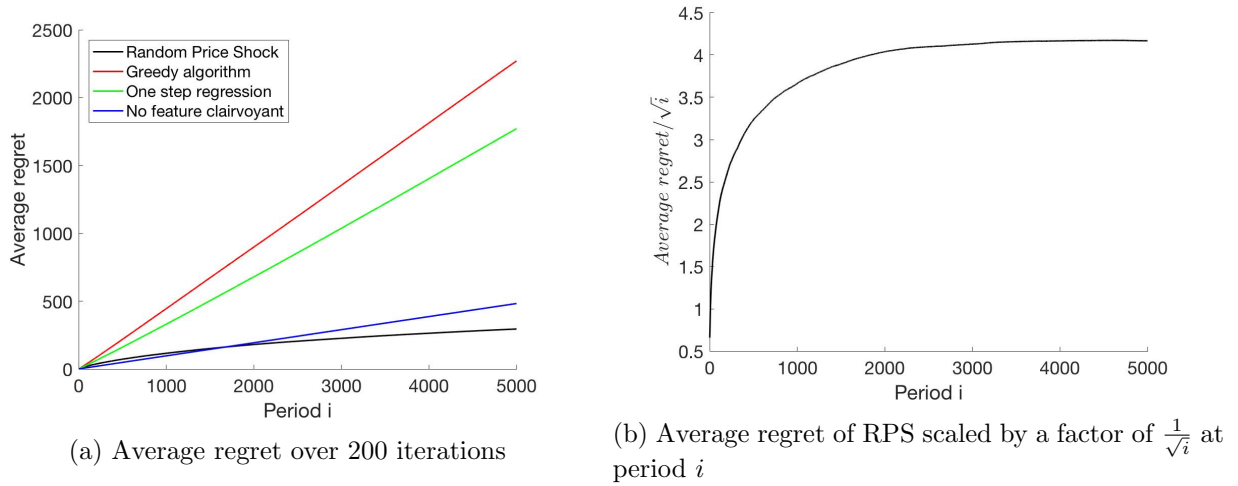 2500
2000
1500
1000
500
0
Average regret
Random Price Shock
Greedy algorithm
One step regression
No feature clairvoyant
0 1000 2000 3000 4000 5000
Period i
(a) Average regret over 200 iterations
4.5
4
3.5
3
2.5
2
1.5
1
0.5
Average regret/√i
0 1000 2000 3000 4000 5000
Period i
(b) Average regret of RPS scaled by a factor of 1/√i at
period i